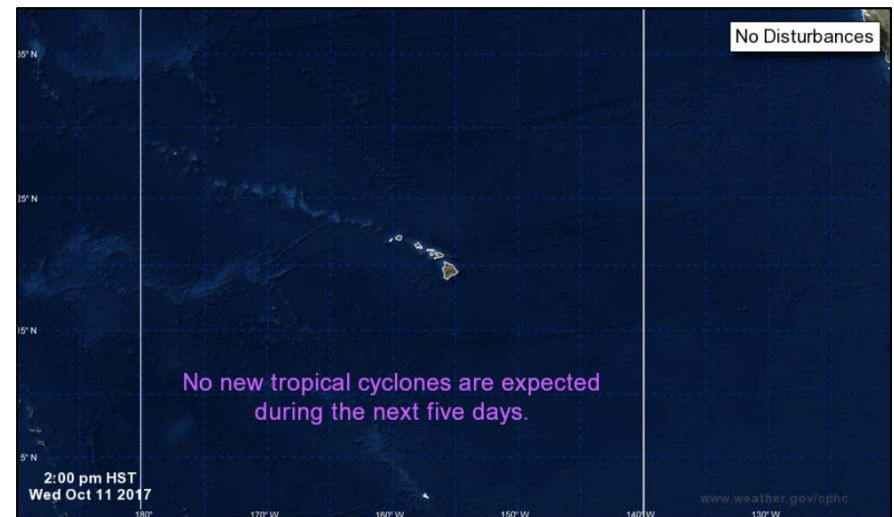 No Disturbances
35° N
25° N
15° N
No new tropical cyclones are expected
during the next five days.
5° N
2:00 pm HST
Wed Oct 11 2017
www.weather.gov/cphc
180° 170° W 160° W 150° W 140° W 130° W